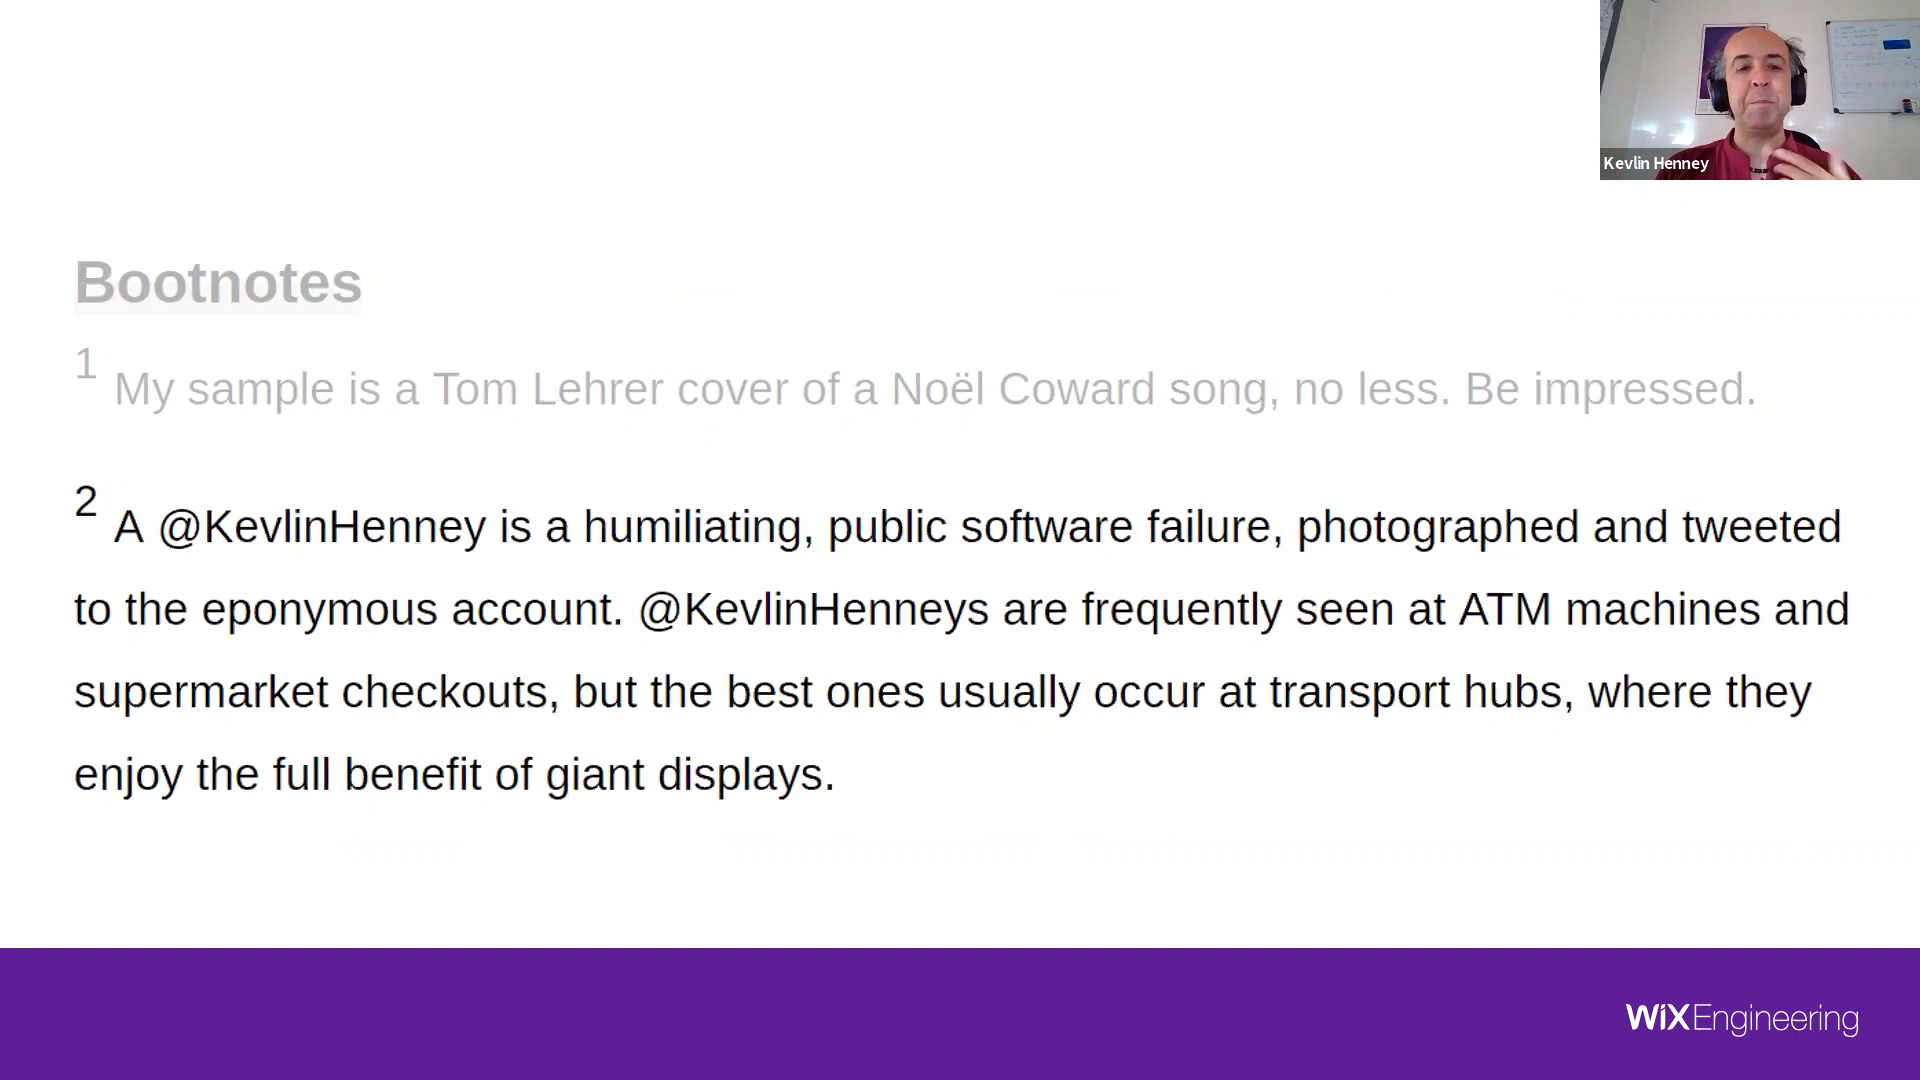 Kevlin Henney
Bootnotes
1 My sample is a Tom Lehrer cover of a Noël Coward song, no less. Be impressed.
2 A @KevlinHenney is a humiliating, public software failure, photographed and tweeted
to the eponymous account. @KevlinHenneys are frequently seen at ATM machines and
supermarket checkouts, but the best ones usually occur at transport hubs, where they
enjoy the full benefit of giant displays.
WiX Engineering